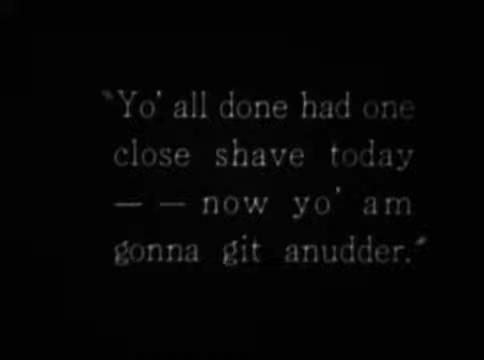 "Yo' all done had one
close shave today
— — now yo' am
gonna git anudder."